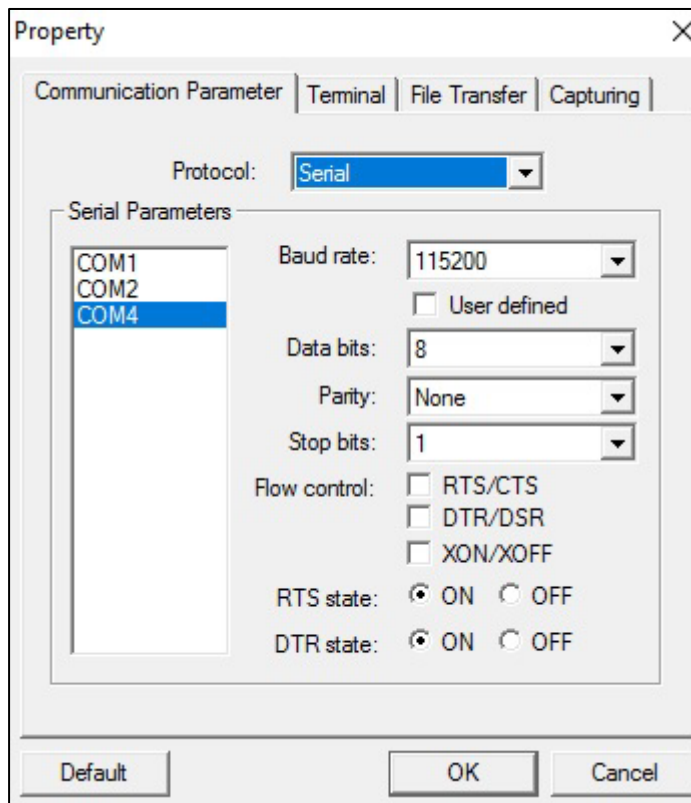 Property
Communication Parameter Terminal File Transfer Capturing
Protocol: Serial
Serial Parameters
COM1
COM2
COM4
Baud rate: 115200
User defined
Data bits: 8
Parity: None
Stop bits: 1
Flow control: RTS/CTS
DTR/DSR
XON/XOFF
RTS state: ON OFF
DTR state: ON OFF
Default OK Cancel